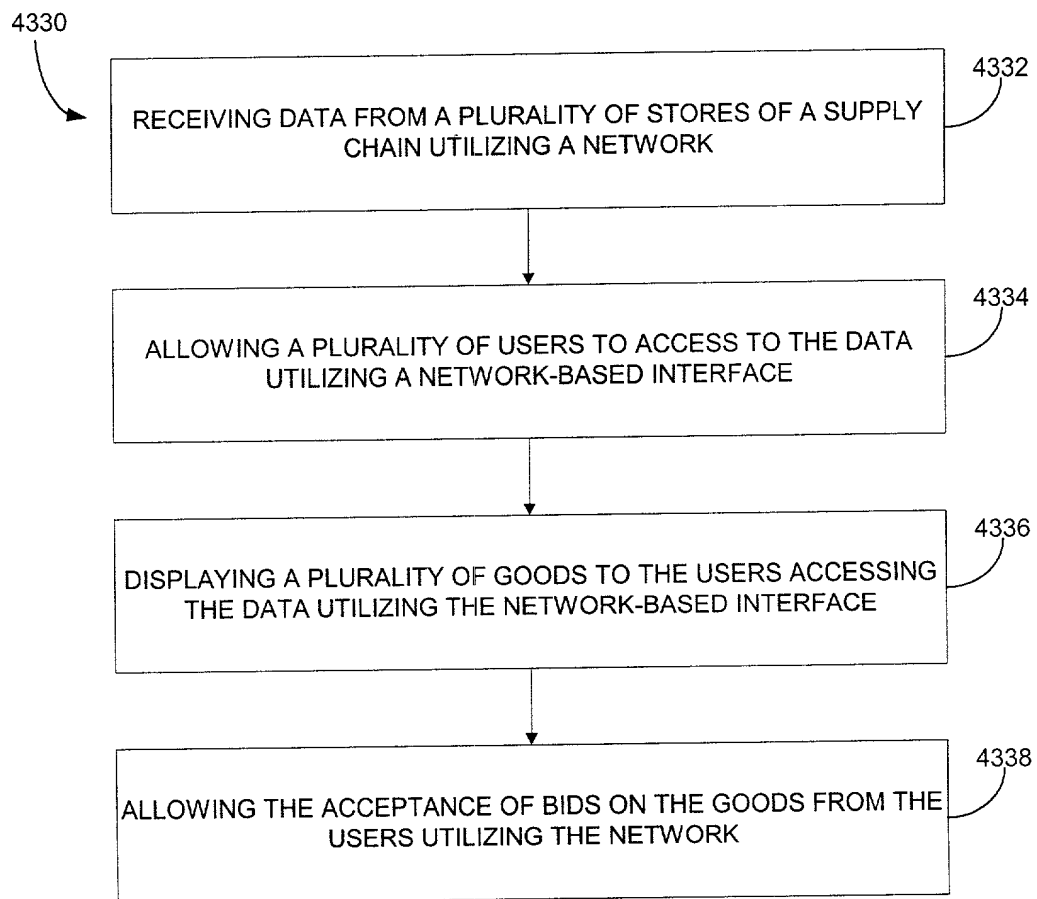 4330
4332
RECEIVING DATA FROM A PLURALITY OF STORES OF A SUPPLY
CHAIN UTILIZING A NETWORK
4334
ALLOWING A PLURALITY OF USERS TO ACCESS TO THE DATA
UTILIZING A NETWORK-BASED INTERFACE
4336
DISPLAYING A PLURALITY OF GOODS TO THE USERS ACCESSING
THE DATA UTILIZING THE NETWORK-BASED INTERFACE
4338
ALLOWING THE ACCEPTANCE OF BIDS ON THE GOODS FROM THE
USERS UTILIZING THE NETWORK